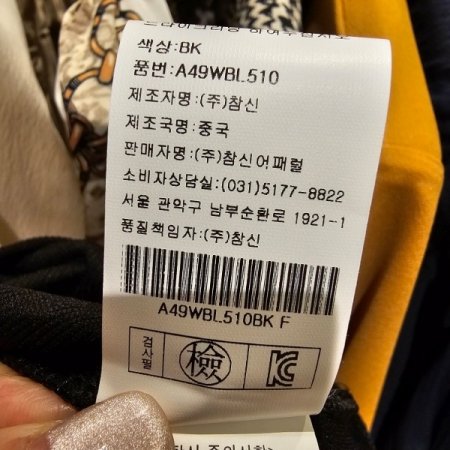 색상:BK
품번:A49WBL510
제조자명:(주)참신
제조국명:중국
판매자명:(주)참신어패럴
소비자상담실:(031)5177-8822
서울 관악구 남부순환로 1921-1
품질책임자:(주)참신
A49WBL510BK F
검사필
檢
KC